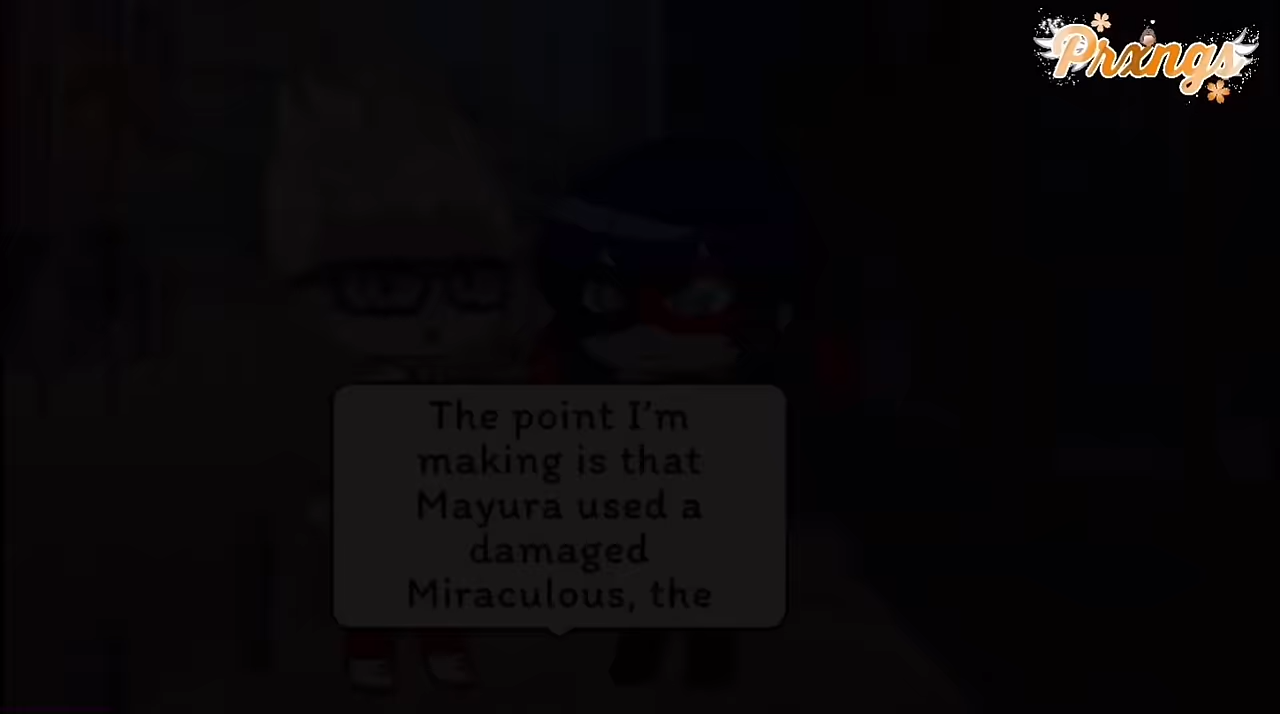 Prxngs
The point I'm
making is that
Mayura used a
damaged
Miraculous, the